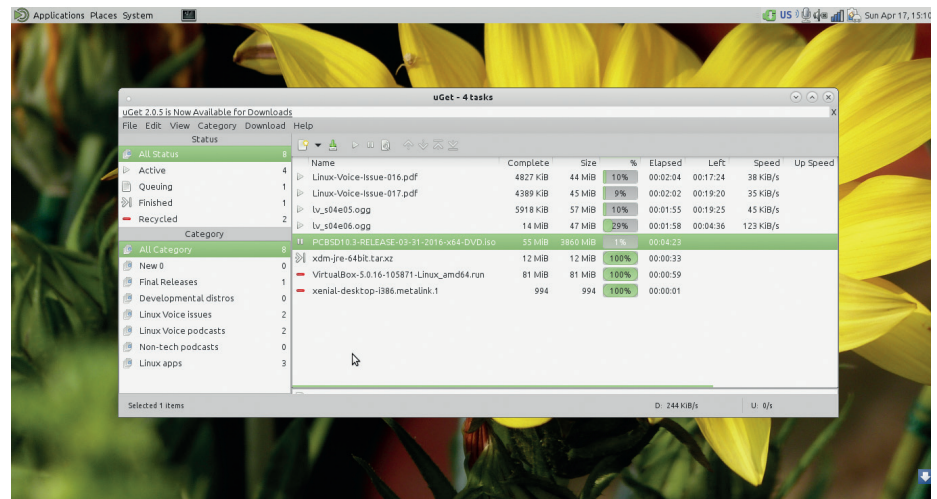 Applications Places System US Sun Apr 17, 15:10
uGet - 4 tasks
uGet 2.0.5 is Now Available for Downloads X
File Edit View Category Download Help
Status
All Status 8
Active 4
Queuing 1
Finished 1
Recycled 2
Category
All Category 8
New 0 0
Final Releases 1
Developmental distros 0
Linux Voice issues 2
Linux Voice podcasts 2
Non-tech podcasts 0
Linux apps 3
Name Complete Size % Elapsed Left Speed Up Speed
Linux-Voice-Issue-016.pdf 4827 KiB 44 MiB 10% 00:02:04 00:17:24 38 KiB/s
Linux-Voice-Issue-017.pdf 4389 KiB 45 MiB 9% 00:02:02 00:19:20 35 KiB/s
lv_s04e05.ogg 5918 KiB 57 MiB 10% 00:01:55 00:19:25 45 KiB/s
lv_s04e06.ogg 14 MiB 47 MiB 29% 00:01:58 00:04:36 123 KiB/s
PCBSD10.3-RELEASE-03-31-2016-x64-DVD.iso 55 MiB 3860 MiB 1% 00:04:23
xdm-jre-64bit.tar.xz 12 MiB 12 MiB 100% 00:00:33
VirtualBox-5.0.16-105871-Linux_amd64.run 81 MiB 81 MiB 100% 00:00:59
xenial-desktop-i386.metalink.1 994 994 100% 00:00:01
Selected 1 items D: 244 KiB/s U: 0/s